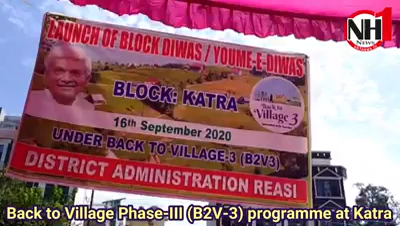 LAUNCH OF BLOCK DIWAS / YOUME-E-DIWAS
BLOCK: KATRA
16th September 2020
Back to
Village 3
UNDER BACK TO VILLAGE-3 (B2V3)
DISTRICT ADMINISTRATION REASI
NH1
NEWS
Back to Village Phase-III (B2V-3) programme at Katra